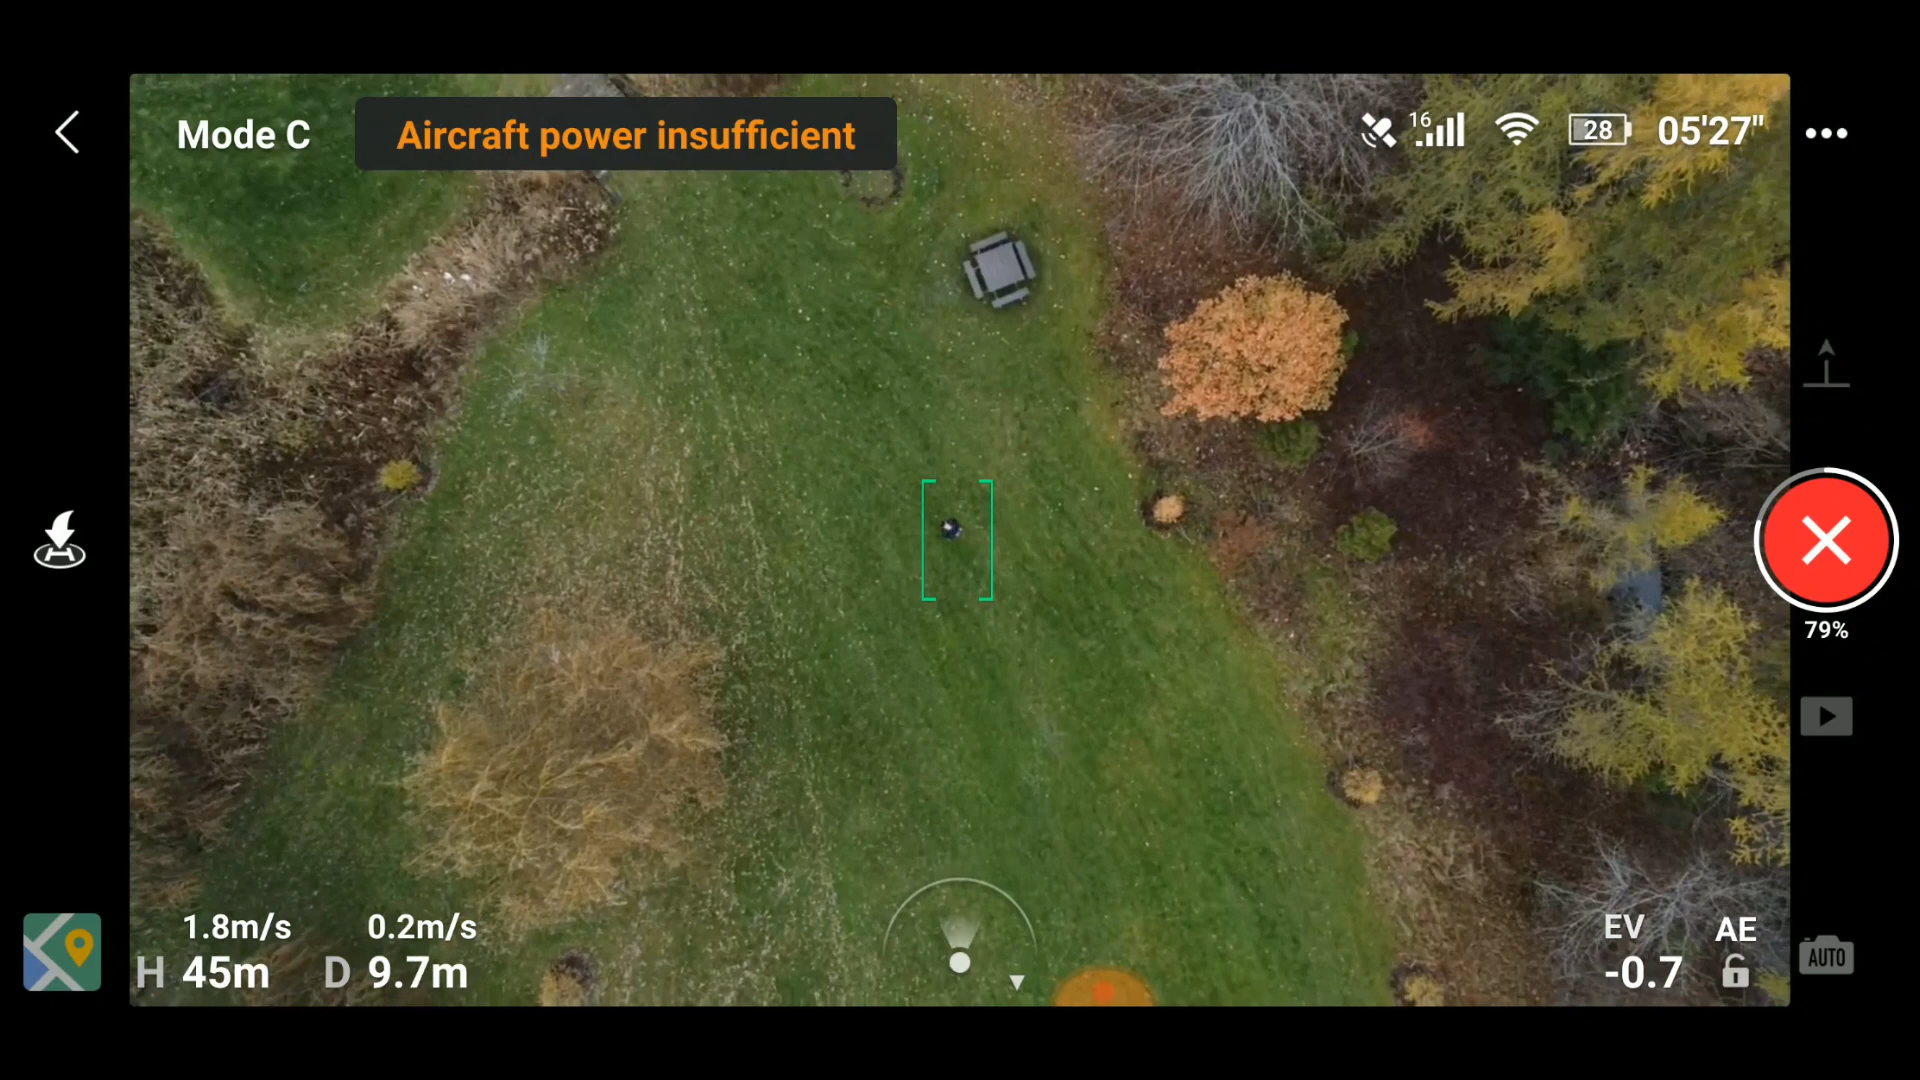 Mode C
Aircraft power insufficient
16
28
05'27"
79%
1.8m/s 0.2m/s
H 45m D 9.7m
EV AE
-0.7
AUTO